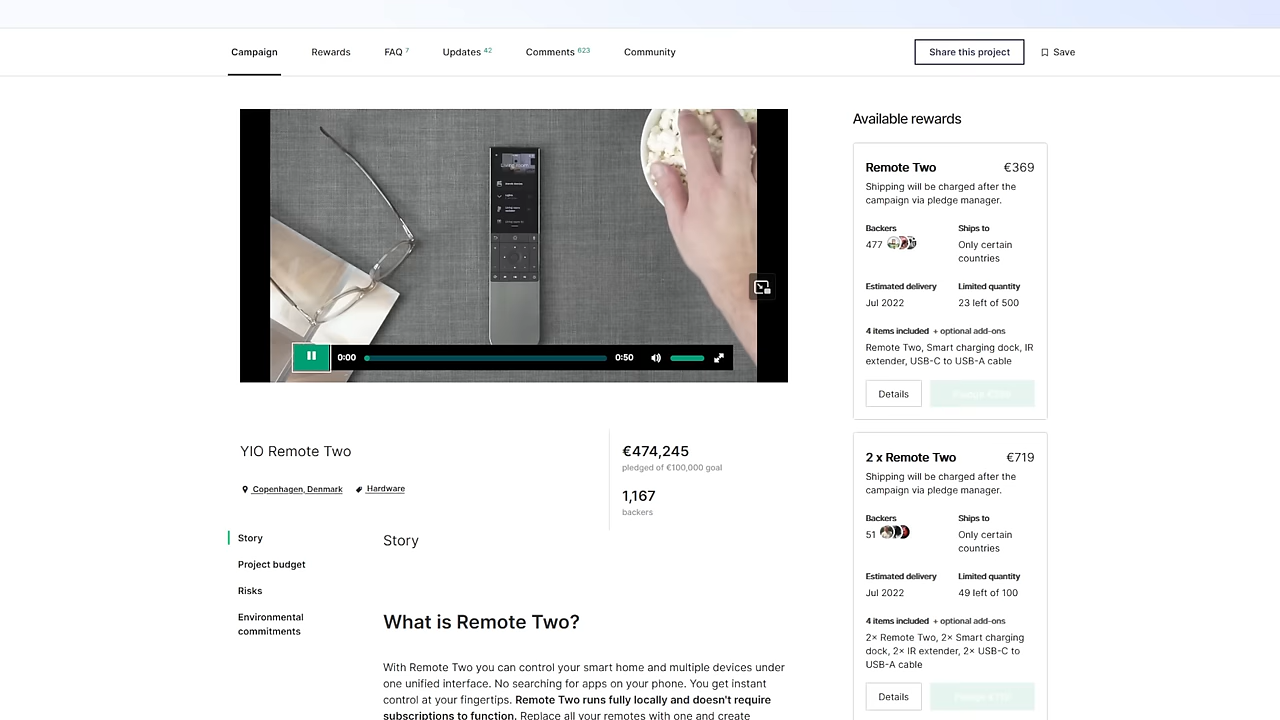 Campaign
Rewards
FAQ 7
Updates 42
Comments 623
Community
Share this project
Save
0:00
0:50
YIO Remote Two
Copenhagen, Denmark
Hardware
€474,245
pledged of €100,000 goal
1,167
backers
Story
Project budget
Risks
Environmental
commitments
Story
What is Remote Two?
With Remote Two you can control your smart home and multiple devices under
one unified interface. No searching for apps on your phone. You get instant
control at your fingertips. Remote Two runs fully locally and doesn't require
subscriptions to function. Replace all your remotes with one and create
Available rewards
Remote Two €369
Shipping will be charged after the
campaign via pledge manager.
Backers Ships to
477 Only certain
countries
Estimated delivery Limited quantity
Jul 2022 23 left of 500
4 items included + optional add-ons
Remote Two, Smart charging dock, IR
extender, USB-C to USB-A cable
Details
2 x Remote Two €719
Shipping will be charged after the
campaign via pledge manager.
Backers Ships to
51 Only certain
countries
Estimated delivery Limited quantity
Jul 2022 49 left of 100
4 items included + optional add-ons
2× Remote Two, 2× Smart charging
dock, 2× IR extender, 2× USB-C to
USB-A cable
Details